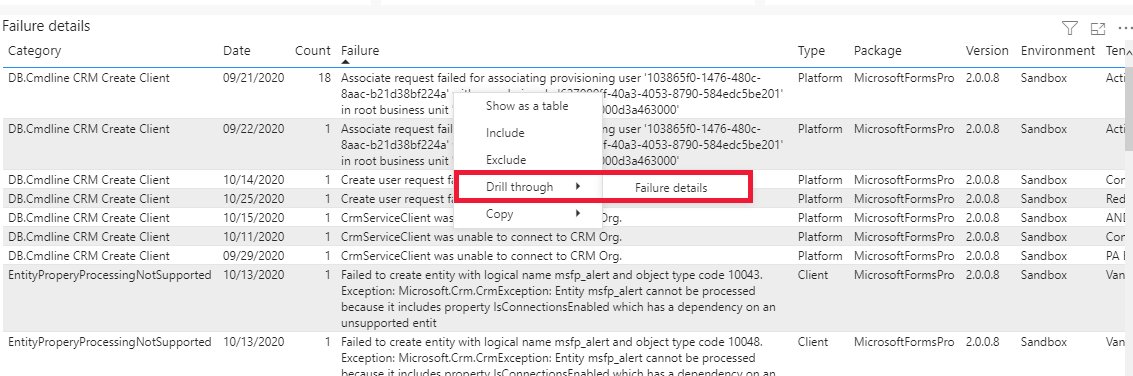 Failure details
Category Date Count Failure Type Package Version Environment Ten
DB.Cmdline CRM Create Client 09/21/2020 18 Associate request failed for associating provisioning user '103865f0-1476-480c- Platform MicrosoftFormsPro 2.0.0.8 Sandbox Acti
8aac-b21d38bf224a' ff-40a3-4053-8790-584edc5be201'
in root business unit 000d3a463000'
DB.Cmdline CRM Create Client 09/22/2020 1 Associate request fail ng user '103865f0-1476-480c- Platform MicrosoftFormsPro 2.0.0.8 Sandbox Acti
8aac-b21d38bf224a' ff-40a3-4053-8790-584edc5be201'
in root business unit ' 000d3a463000'
DB.Cmdline CRM Create Client 10/14/2020 1 Create user request fa Platform MicrosoftFormsPro 2.0.0.8 Sandbox Con
DB.Cmdline CRM Create Client 10/25/2020 1 Create user request fa Platform MicrosoftFormsPro 2.0.0.8 Sandbox Red
DB.Cmdline CRM Create Client 10/15/2020 1 CrmServiceClient was Org. Platform MicrosoftFormsPro 2.0.0.8 Sandbox AND
DB.Cmdline CRM Create Client 10/11/2020 1 CrmServiceClient was unable to connect to CRM Org. Platform MicrosoftFormsPro 2.0.0.8 Sandbox Con
DB.Cmdline CRM Create Client 09/29/2020 1 CrmServiceClient was unable to connect to CRM Org. Platform MicrosoftFormsPro 2.0.0.8 Sandbox PA
EntityProperyProcessingNotSupported 10/13/2020 1 Failed to create entity with logical name msfp_alert and object type code 10043. Client MicrosoftFormsPro 2.0.0.8 Sandbox Van
Exception: Microsoft.Crm.CrmException: Entity msfp_alert cannot be processed
because it includes property IsConnectionsEnabled which has a dependency on an
unsupported entit
EntityProperyProcessingNotSupported 10/13/2020 1 Failed to create entity with logical name msfp_alert and object type code 10048. Client MicrosoftFormsPro 2.0.0.8 Sandbox Van
Exception: Microsoft.Crm.CrmException: Entity msfp_alert cannot be processed
because it includes property IsConnectionsEnabled which has a dependency on an
Show as a table
Include
Exclude
Drill through
Failure details
Copy